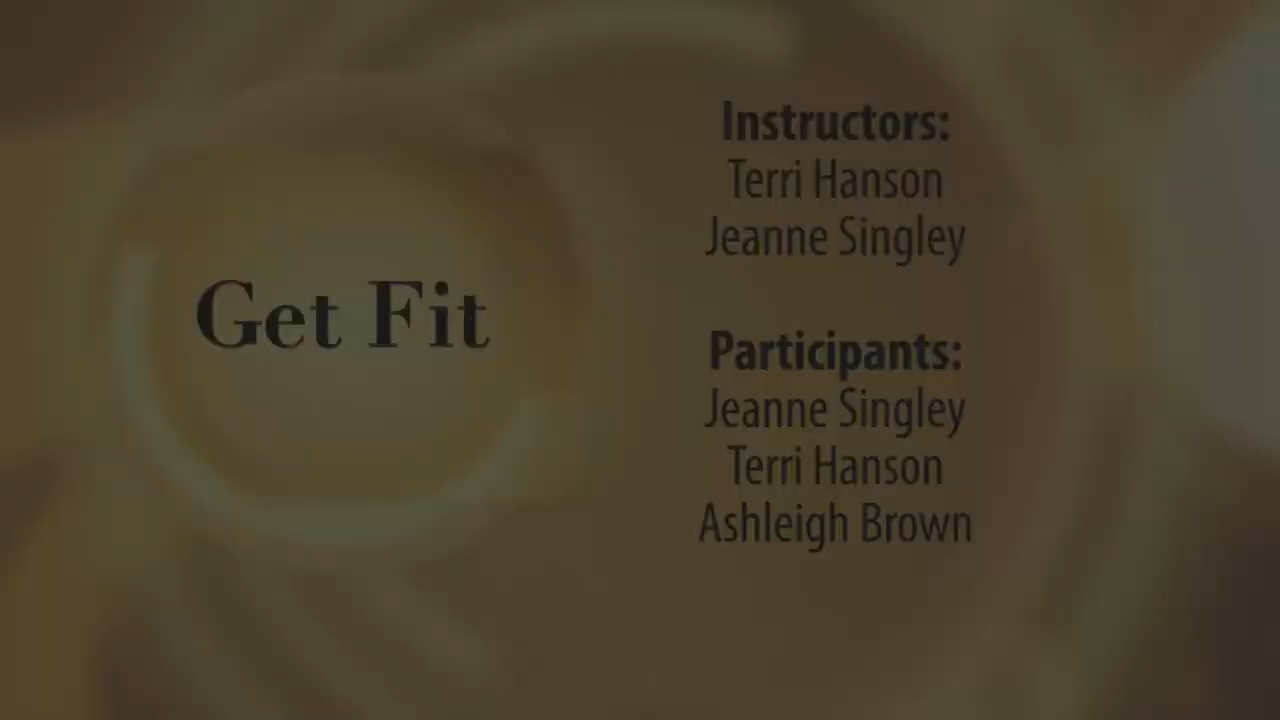 Get Fit
Instructors:
Terri Hanson
Jeanne Singley
Participants:
Jeanne Singley
Terri Hanson
Ashleigh Brown